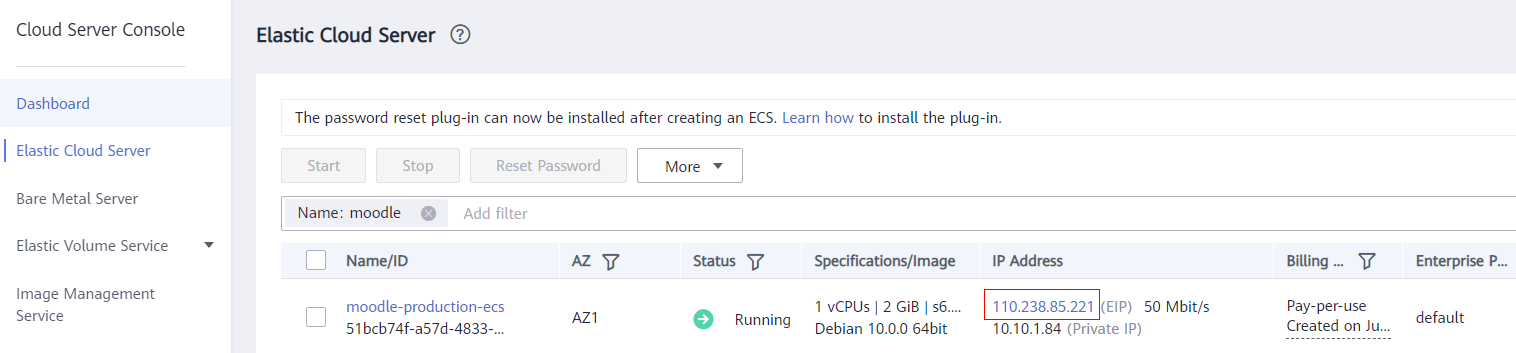 Cloud Server Console
Dashboard
Elastic Cloud Server
Bare Metal Server
Elastic Volume Service
Image Management
Service
Elastic Cloud Server ?
The password reset plug-in can now be installed after creating an ECS. Learn how to install the plug-in.
Start Stop Reset Password More
Name: moodle Add filter
Name/ID AZ Status Specifications/Image IP Address Billing ... Enterprise P...
moodle-production-ecs 1 vCPUs | 2 GiB | s6.... 110.238.85.221 (EIP) 50 Mbit/s Pay-per-use
AZ1 Running default
51bcb74f-a57d-4833-... Debian 10.0.0 64bit 10.10.1.84 (Private IP) Created on Ju...